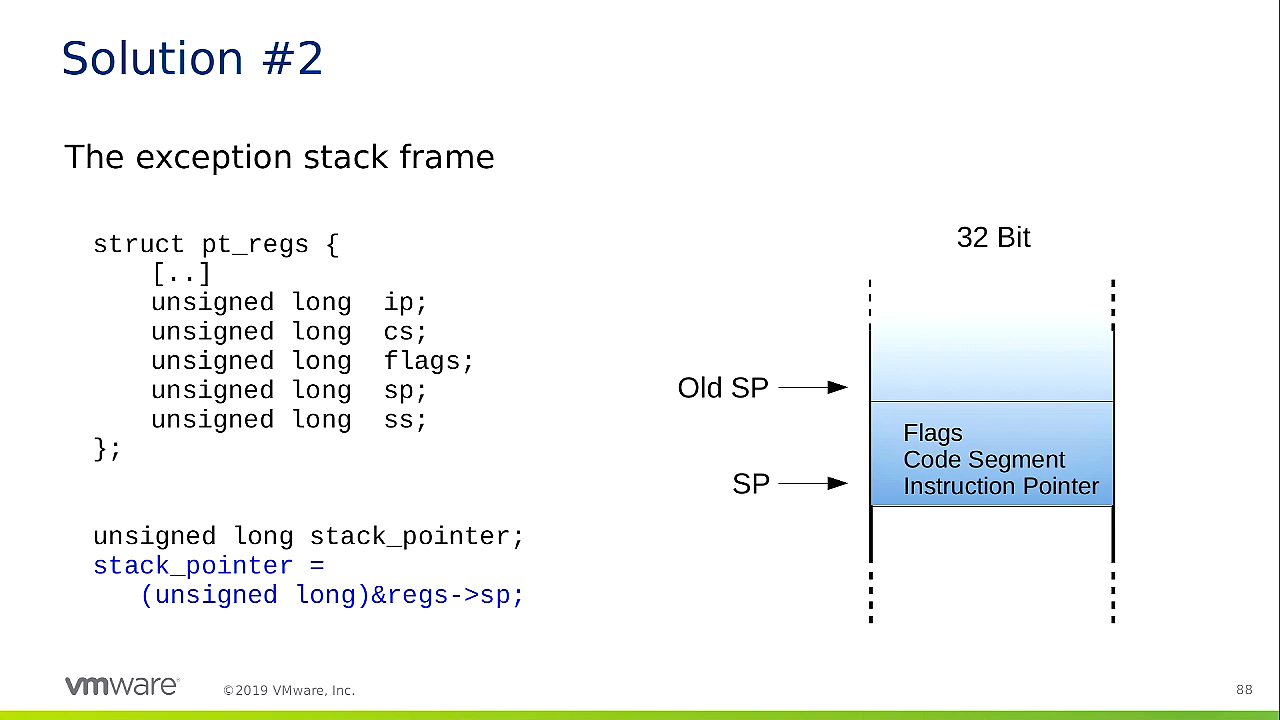 Solution #2
The exception stack frame
struct pt_regs {
[..]
unsigned long  ip;
unsigned long  cs;
unsigned long  flags;
unsigned long  sp;
unsigned long  ss;
};
unsigned long stack_pointer;
stack_pointer =
(unsigned long)&regs->sp;
32 Bit
Old SP
SP
Flags
Code Segment
Instruction Pointer
vmware
©2019 VMware, Inc.
88